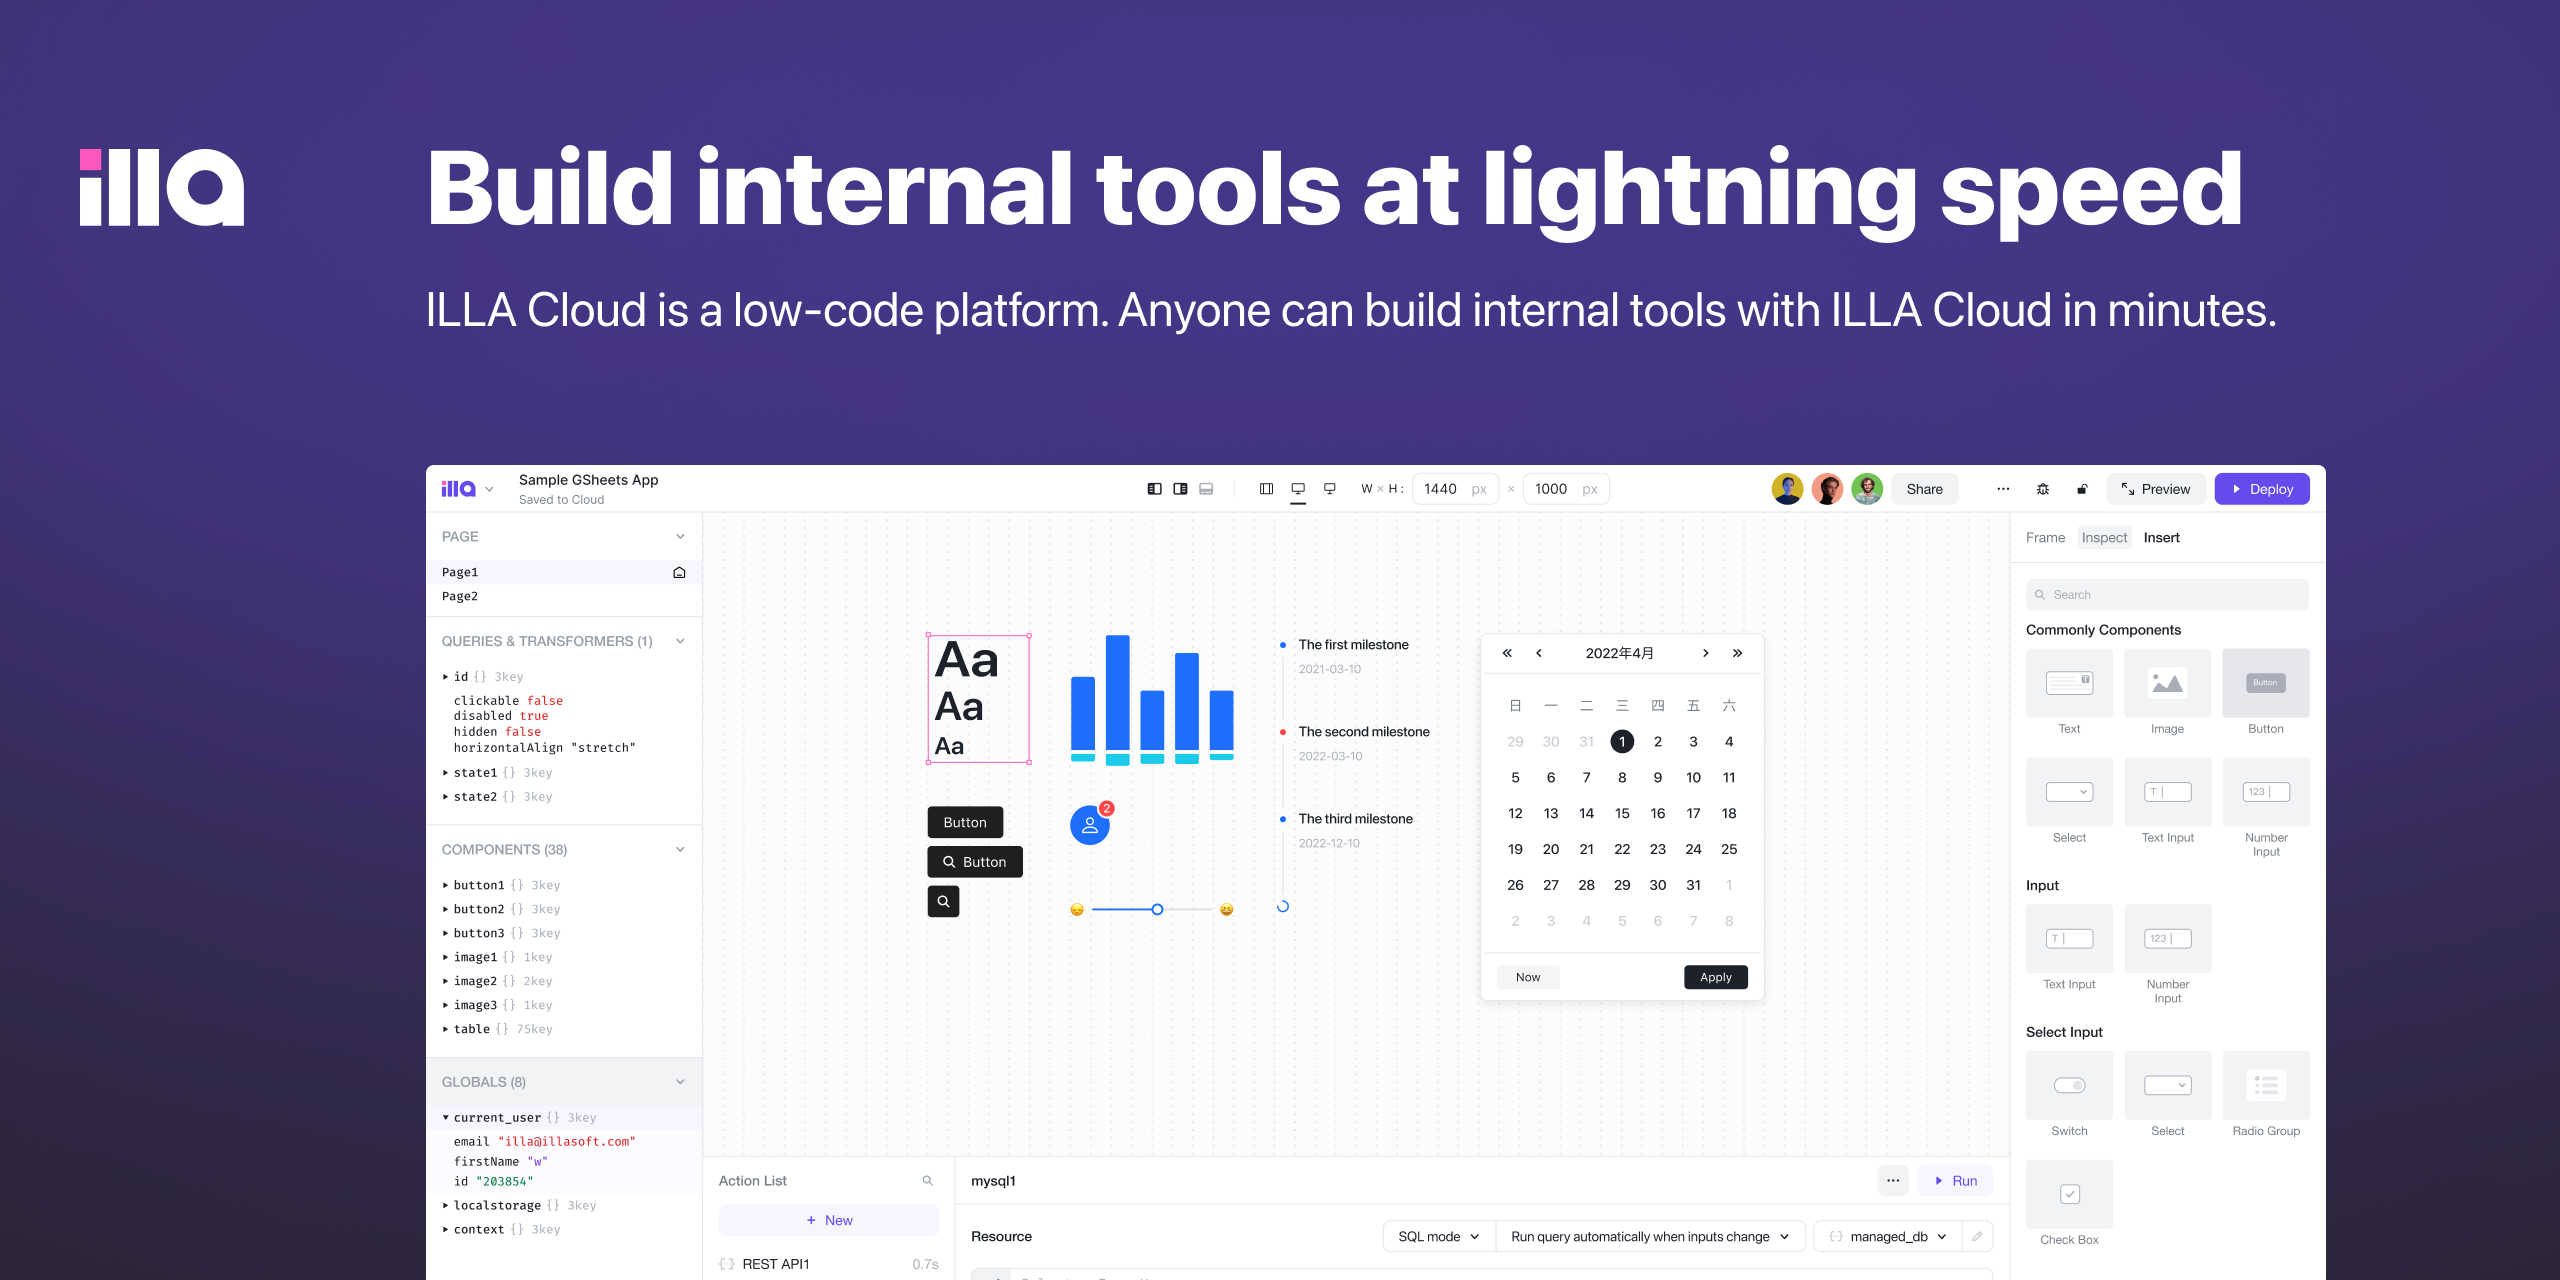 illa
Build internal tools at lightning speed
ILLA Cloud is a low-code platform. Anyone can build internal tools with ILLA Cloud in minutes.
illa
Sample GSheets App
Saved to Cloud
W × H : 1440 px × 1000 px
Share
Preview
Deploy
PAGE
Page1
Page2
QUERIES & TRANSFORMERS (1)
id {} 3key
clickable false
disabled true
hidden false
horizontalAlign "stretch"
state1 {} 3key
state2 {} 3key
COMPONENTS (38)
button1 {} 3key
button2 {} 3key
button3 {} 3key
image1 {} 1key
image2 {} 2key
image3 {} 1key
table {} 75key
GLOBALS (8)
current_user {} 3key
email "illa@illasoft.com"
firstName "w"
id "203854"
localstorage {} 3key
context {} 3key
Aa
Aa
Aa
Button
Button
2
The first milestone
2021-03-10
The second milestone
2022-03-10
The third milestone
2022-12-10
« ‹ 2022年4月 › »
日 一 二 三 四 五 六
29 30 31 1 2 3 4
5 6 7 8 9 10 11
12 13 14 15 16 17 18
19 20 21 22 23 24 25
26 27 28 29 30 31 1
2 3 4 5 6 7 8
Now
Apply
Action List
+ New
{} REST API1 0.7s
mysql1
Run
Resource
SQL mode
Run query automatically when inputs change
{} managed_db
Frame Inspect Insert
Search
Commonly Components
T
Button
Text
Image
Button
T
123
Select
Text Input
Number
Input
Input
T
123
Text Input
Number
Input
Select Input
Switch
Select
Radio Group
Check Box